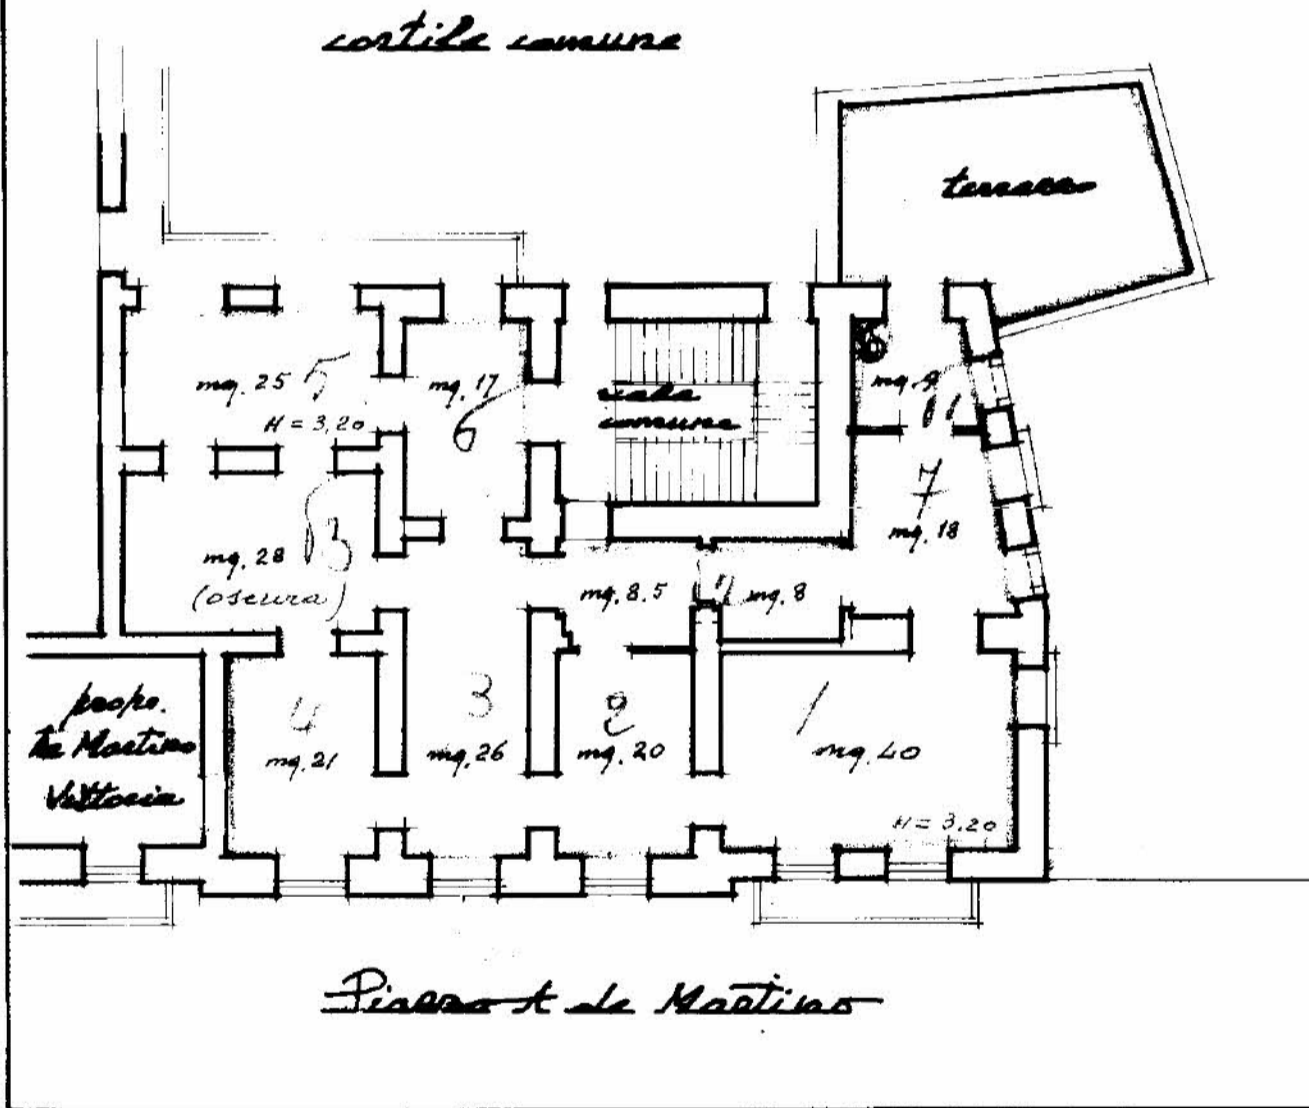 cortile comune
terrazzo
mq. 25
5
H = 3,20
mq. 17
6
scala
comune
mq. 9
7
mq. 18
mq. 28
(oscura)
mq. 8.5
mq. 8
4
mq. 21
3
mq. 26
2
mq. 20
1
mq. 40
H = 3.20
prop.
De Martino
Vittoria
Piazza A de Martino